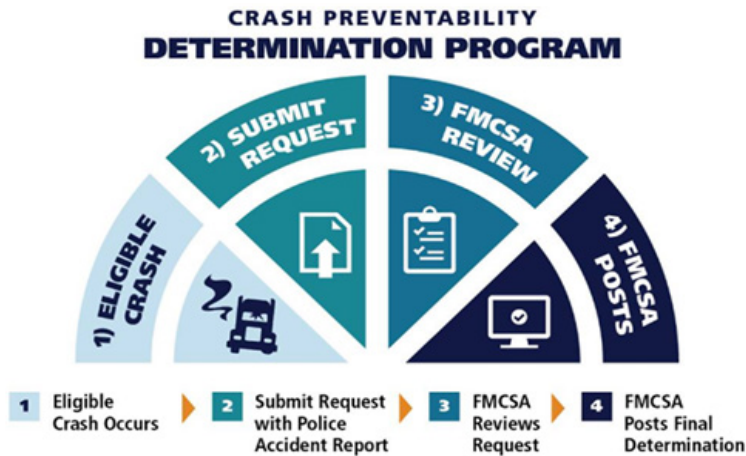 CRASH PREVENTABILITY
DETERMINATION PROGRAM
1) ELIGIBLE
CRASH
2) SUBMIT
REQUEST
3) FMCSA
REVIEW
4) FMCSA
POSTS
1 Eligible
Crash Occurs
2 Submit Request
with Police
Accident Report
3 FMCSA
Reviews
Request
4 FMCSA
Posts Final
Determination